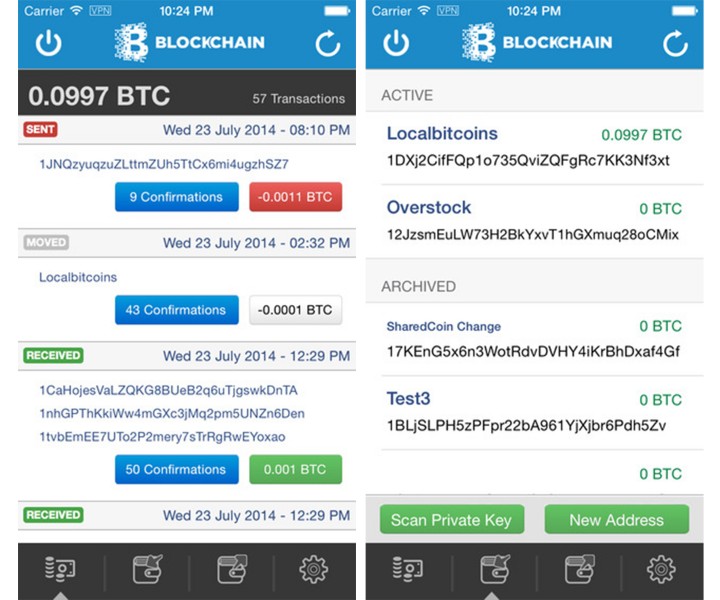 Carrier VPN 10:24 PM
BLOCKCHAIN
0.0997 BTC 57 Transactions
SENT Wed 23 July 2014 - 08:10 PM
1JNQzyuqzuZLttmZUh5TtCx6mi4ugzhSZ7
9 Confirmations -0.0011 BTC
MOVED Wed 23 July 2014 - 02:32 PM
Localbitcoins
43 Confirmations -0.0001 BTC
RECEIVED Wed 23 July 2014 - 12:29 PM
1CaHojesVaLZQKG8BUeB2q6uTjgswkDnTA
1nhGPThKkiWw4mGXc3jMq2pm5UNZn6Den
1tvbEmEE7UTo2P2mery7sTrRgRwEYoxao
50 Confirmations 0.001 BTC
RECEIVED Wed 23 July 2014 - 12:29 PM
Carrier VPN 10:24 PM
BLOCKCHAIN
ACTIVE
Localbitcoins 0.0997 BTC
1DXj2CifFQp1o735QviZQFgRc7KK3Nf3xt
Overstock 0 BTC
12JzsmEuLW73H2BkYxvT1hGXmuq28oCMix
ARCHIVED
SharedCoin Change 0 BTC
17KEnG5x6n3WotRdvDVHY4iKrBhDxaf4Gf
Test3 0 BTC
1BLjSLPH5zPFpr22bA961YjXjbr6Pdh5Zv
0 BTC
Scan Private Key New Address